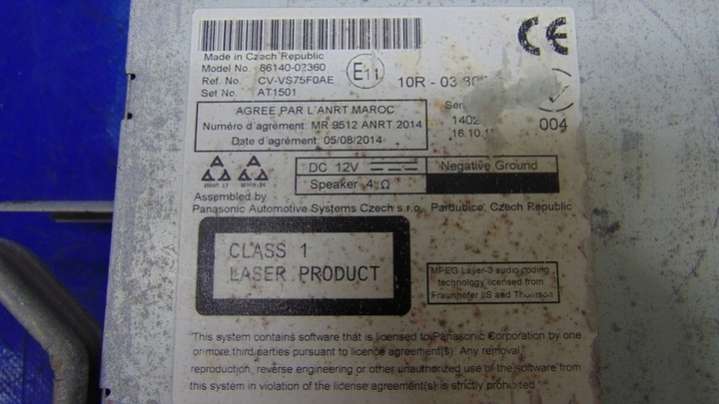 Made in Czech Republic
Model No. 86140-02360
Ref. No. CV-VS75F0AE
Set No. AT1501
E11
10R - 03
CE
AGREE PAR L'ANRT MAROC
Numéro d'agrément: MR 9512 ANRT 2014
Date d'agrément: 05/08/2014
1402
16.10.1
004
DC 12V
Negative Ground
Speaker 4 Ω
Assembled by
Panasonic Automotive Systems Czech s.r.o., Pardubice, Czech Republic
CLASS 1
LASER PRODUCT
MPEG Layer-3 audio coding
technology licensed from
Fraunhofer IIS and Thomson
"This system contains software that is licensed to Panasonic Corporation by one
or more third parties pursuant to licence agreement(s). Any removal,
reproduction, reverse engineering or other unauthorized use of the software from
this system in violation of the license agreement(s) is strictly prohibited."